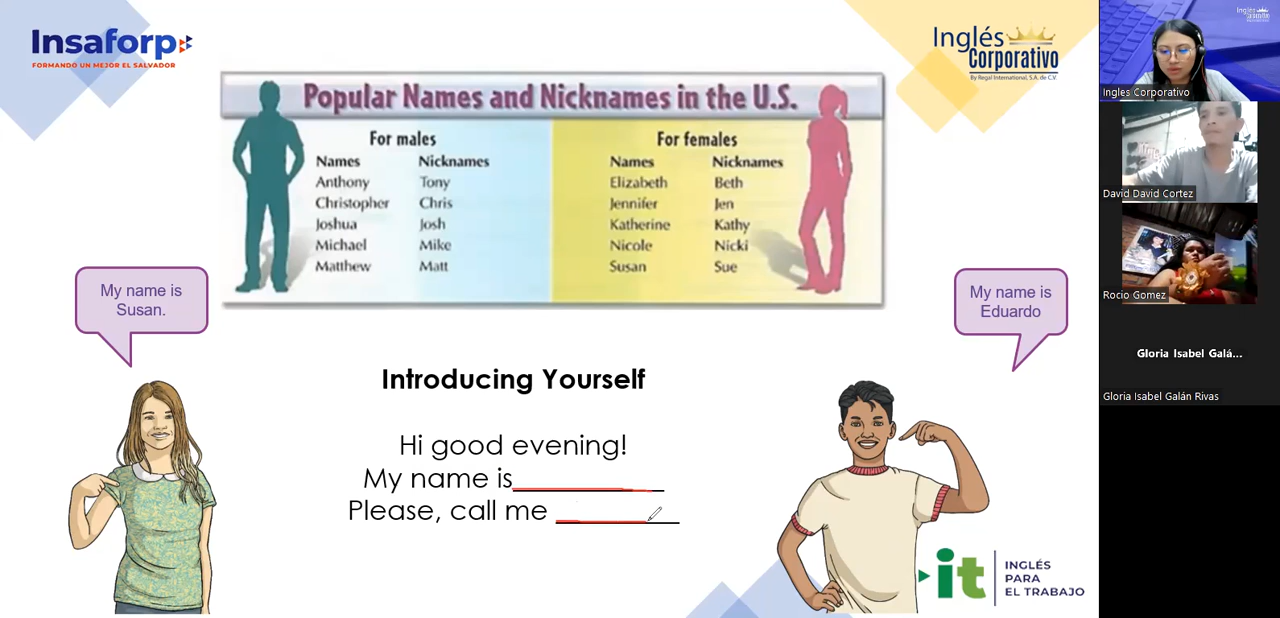 Insaforp
FORMANDO UN MEJOR EL SALVADOR
Inglés
Corporativo
By Regal International, S.A. de C.V.
Popular Names and Nicknames in the U.S.
For males
Names Nicknames
Anthony Tony
Christopher Chris
Joshua Josh
Michael Mike
Matthew Matt
For females
Names Nicknames
Elizabeth Beth
Jennifer Jen
Katherine Kathy
Nicole Nicki
Susan Sue
My name is
Susan.
My name is
Eduardo
Introducing Yourself
Hi good evening!
My name is
Please, call me
it
INGLÉS
PARA
EL TRABAJO
Ingles Corporativo
David David Cortez
Rocio Gomez
Gloria Isabel Galá...
Gloria Isabel Galán Rivas